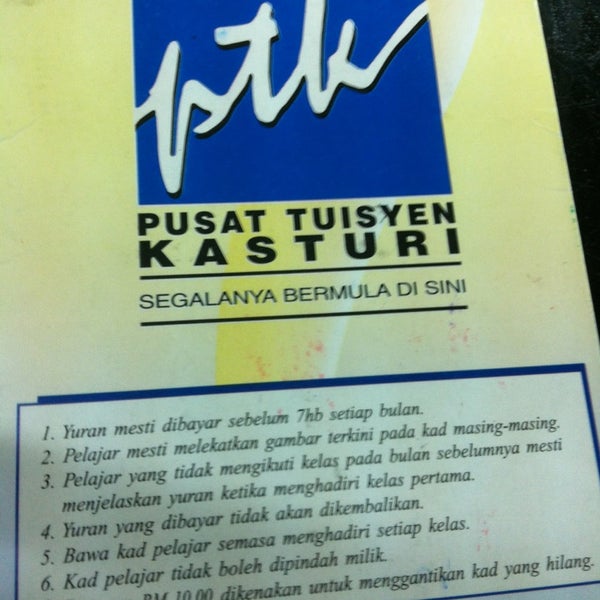 ptk
PUSAT TUISYEN
KASTURI
SEGALANYA BERMULA DI SINI
1. Yuran mesti dibayar sebelum 7hb setiap bulan.
2. Pelajar mesti melekatkan gambar terkini pada kad masing-masing.
3. Pelajar yang tidak mengikuti kelas pada bulan sebelumnya mesti
menjelaskan yuran ketika menghadiri kelas pertama.
4. Yuran yang dibayar tidak akan dikembalikan.
5. Bawa kad pelajar semasa menghadiri setiap kelas.
6. Kad pelajar tidak boleh dipindah milik.
RM 10.00 dikenakan untuk menggantikan kad yang hilang.